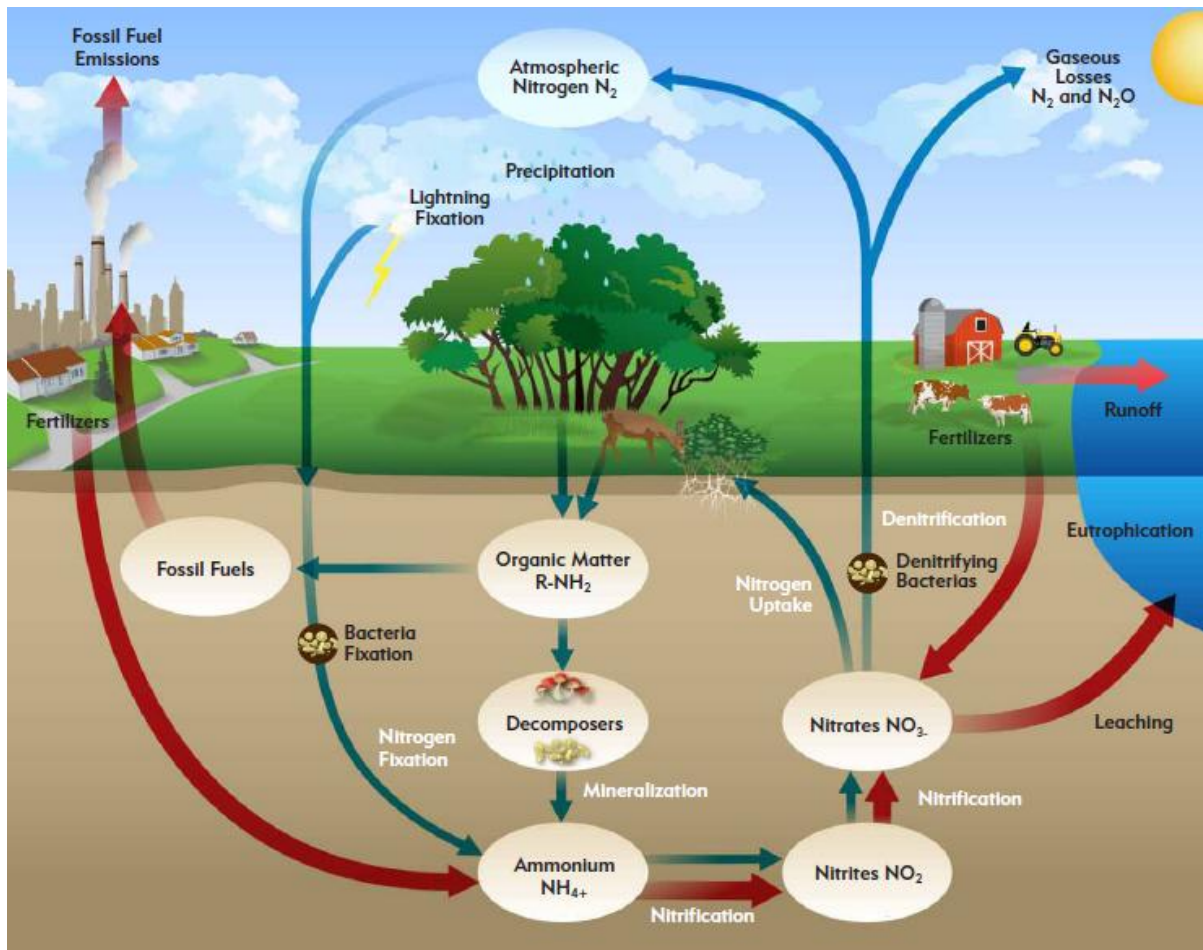 Fossil Fuel
Emissions
Atmospheric
Nitrogen N₂
Gaseous
Losses
N₂ and N₂O
Precipitation
Lightning
Fixation
Fertilizers
Fertilizers
Runoff
Eutrophication
Denitrification
Denitrifying
Bacterias
Fossil Fuels
Organic Matter
R-NH₂
Nitrogen
Uptake
Bacteria
Fixation
Decomposers
Nitrates NO₃₋
Leaching
Nitrogen
Fixation
Mineralization
Nitrification
Ammonium
NH₄₊
Nitrites NO₂
Nitrification